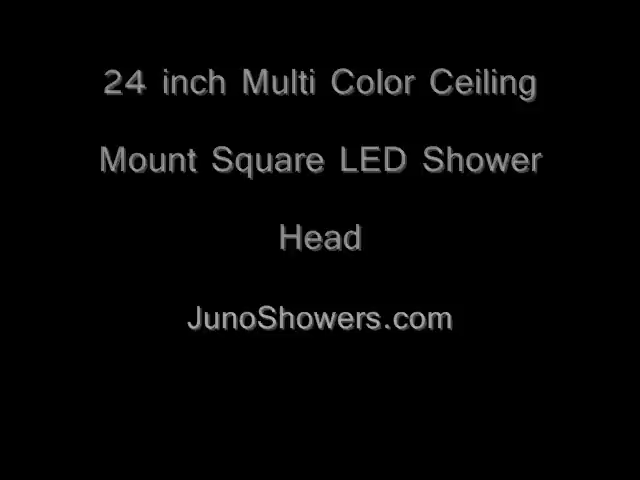 24 inch Multi Color Ceiling
Mount Square LED Shower
Head
JunoShowers.com